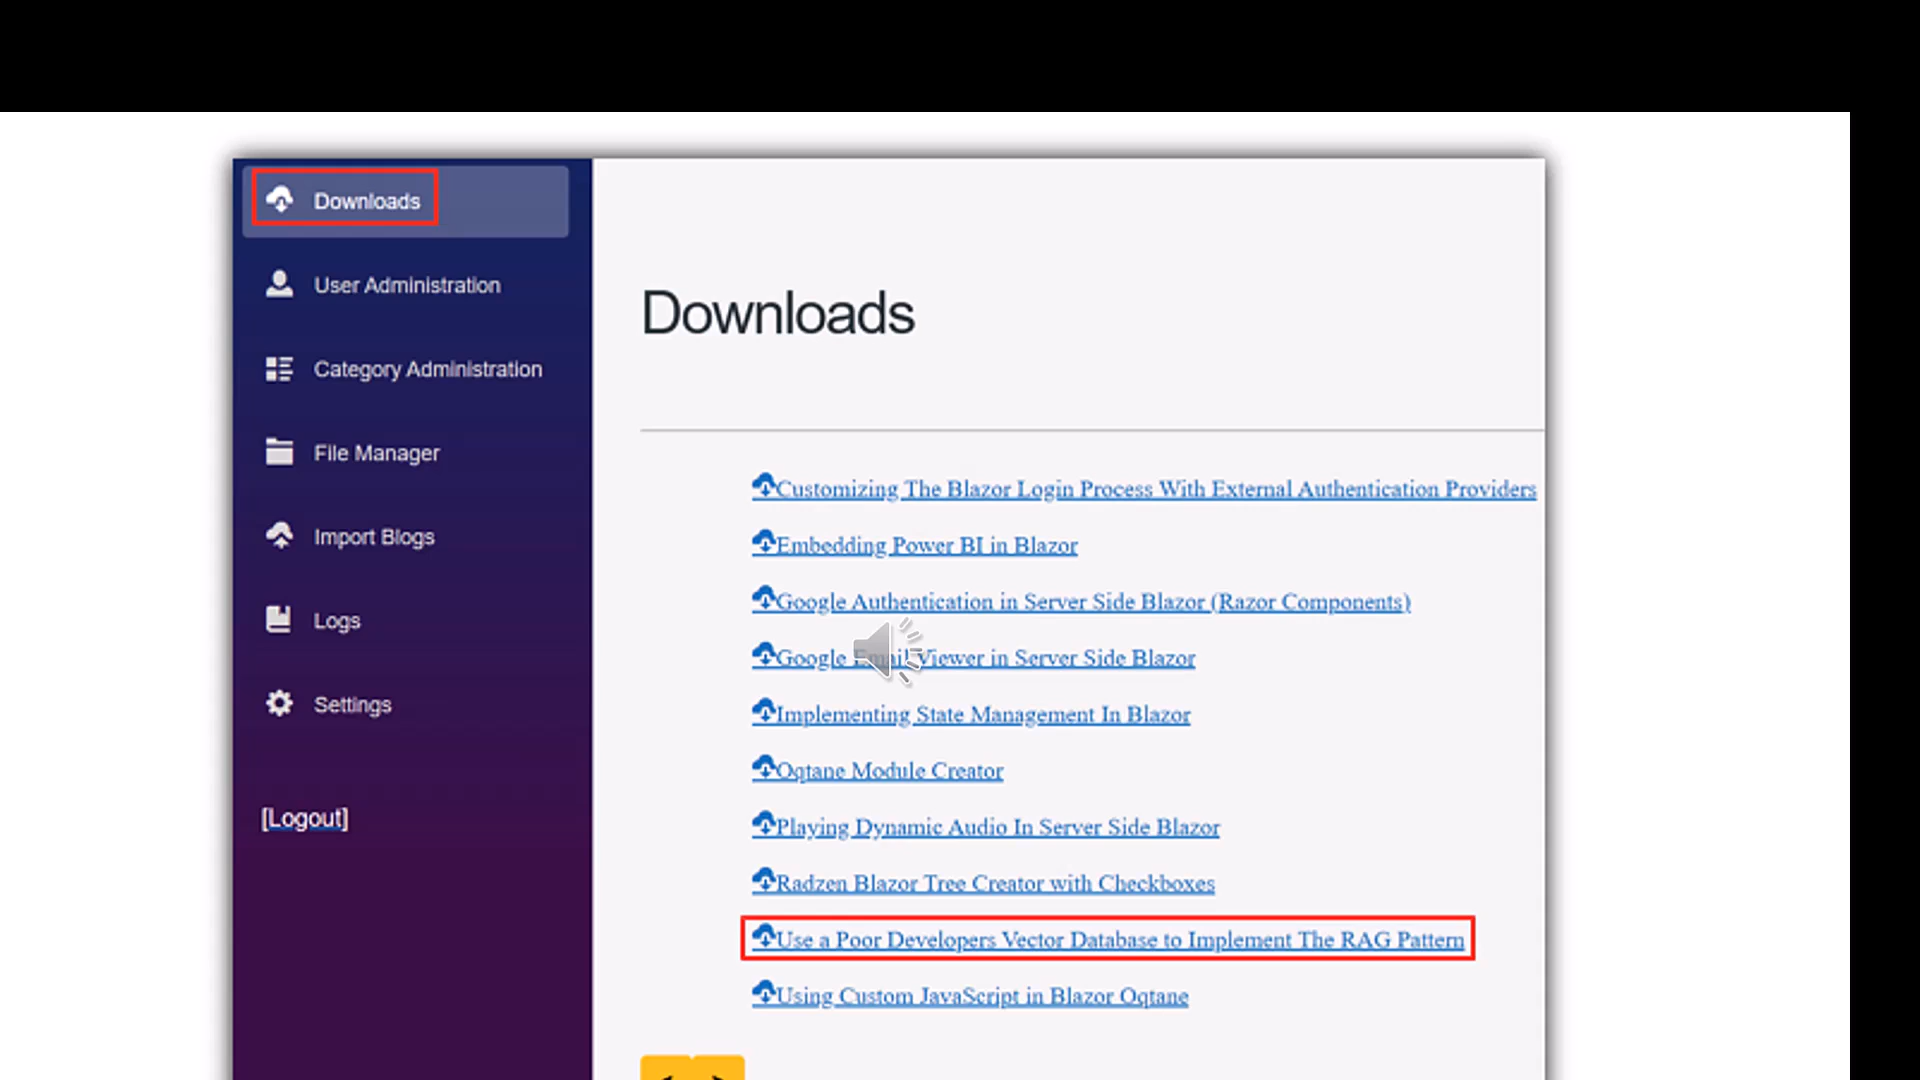 Downloads
User Administration
Category Administration
File Manager
Import Blogs
Logs
Settings
[Logout]
Downloads
Customizing The Blazor Login Process With External Authentication Providers
Embedding Power BI in Blazor
Google Authentication in Server Side Blazor (Razor Components)
Google Email Viewer in Server Side Blazor
Implementing State Management In Blazor
Oqtane Module Creator
Playing Dynamic Audio In Server Side Blazor
Radzen Blazor Tree Creator with Checkboxes
Use a Poor Developers Vector Database to Implement The RAG Pattern
Using Custom JavaScript in Blazor Oqtane